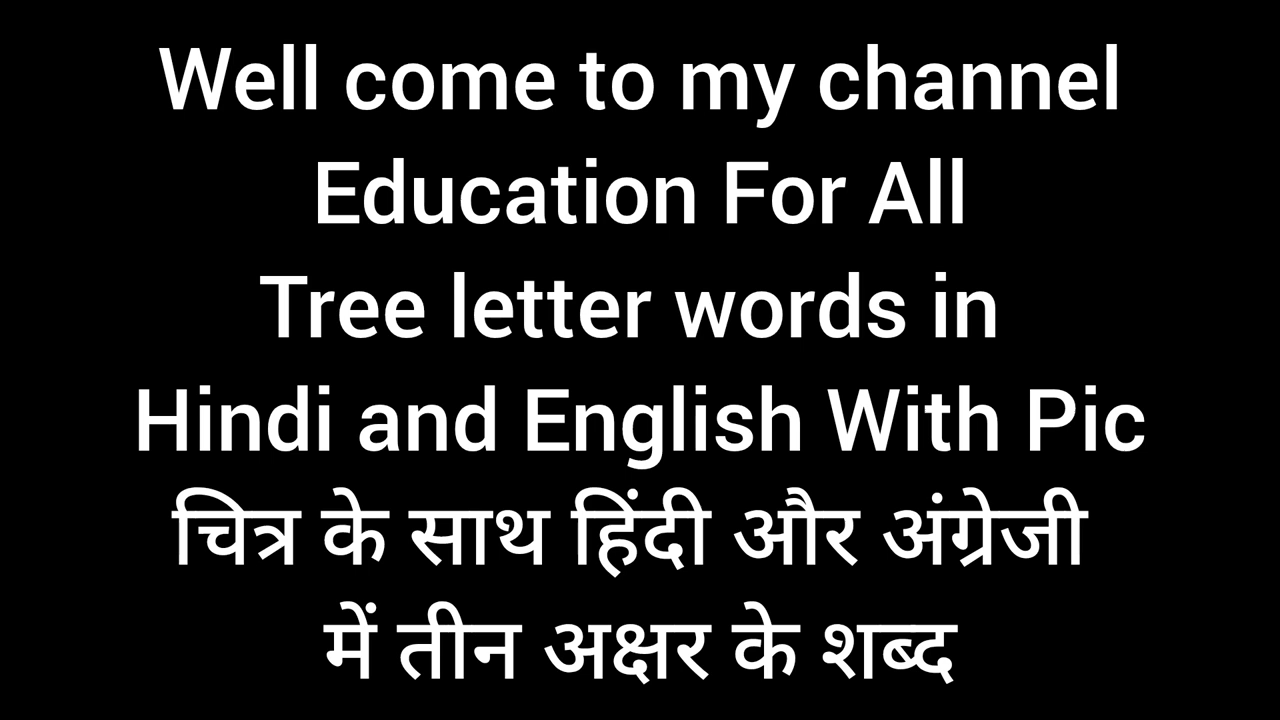 Well come to my channel
Education For All
Tree letter words in
Hindi and English With Pic
चित्र के साथ हिंदी और अंग्रेजी
में तीन अक्षर के शब्द